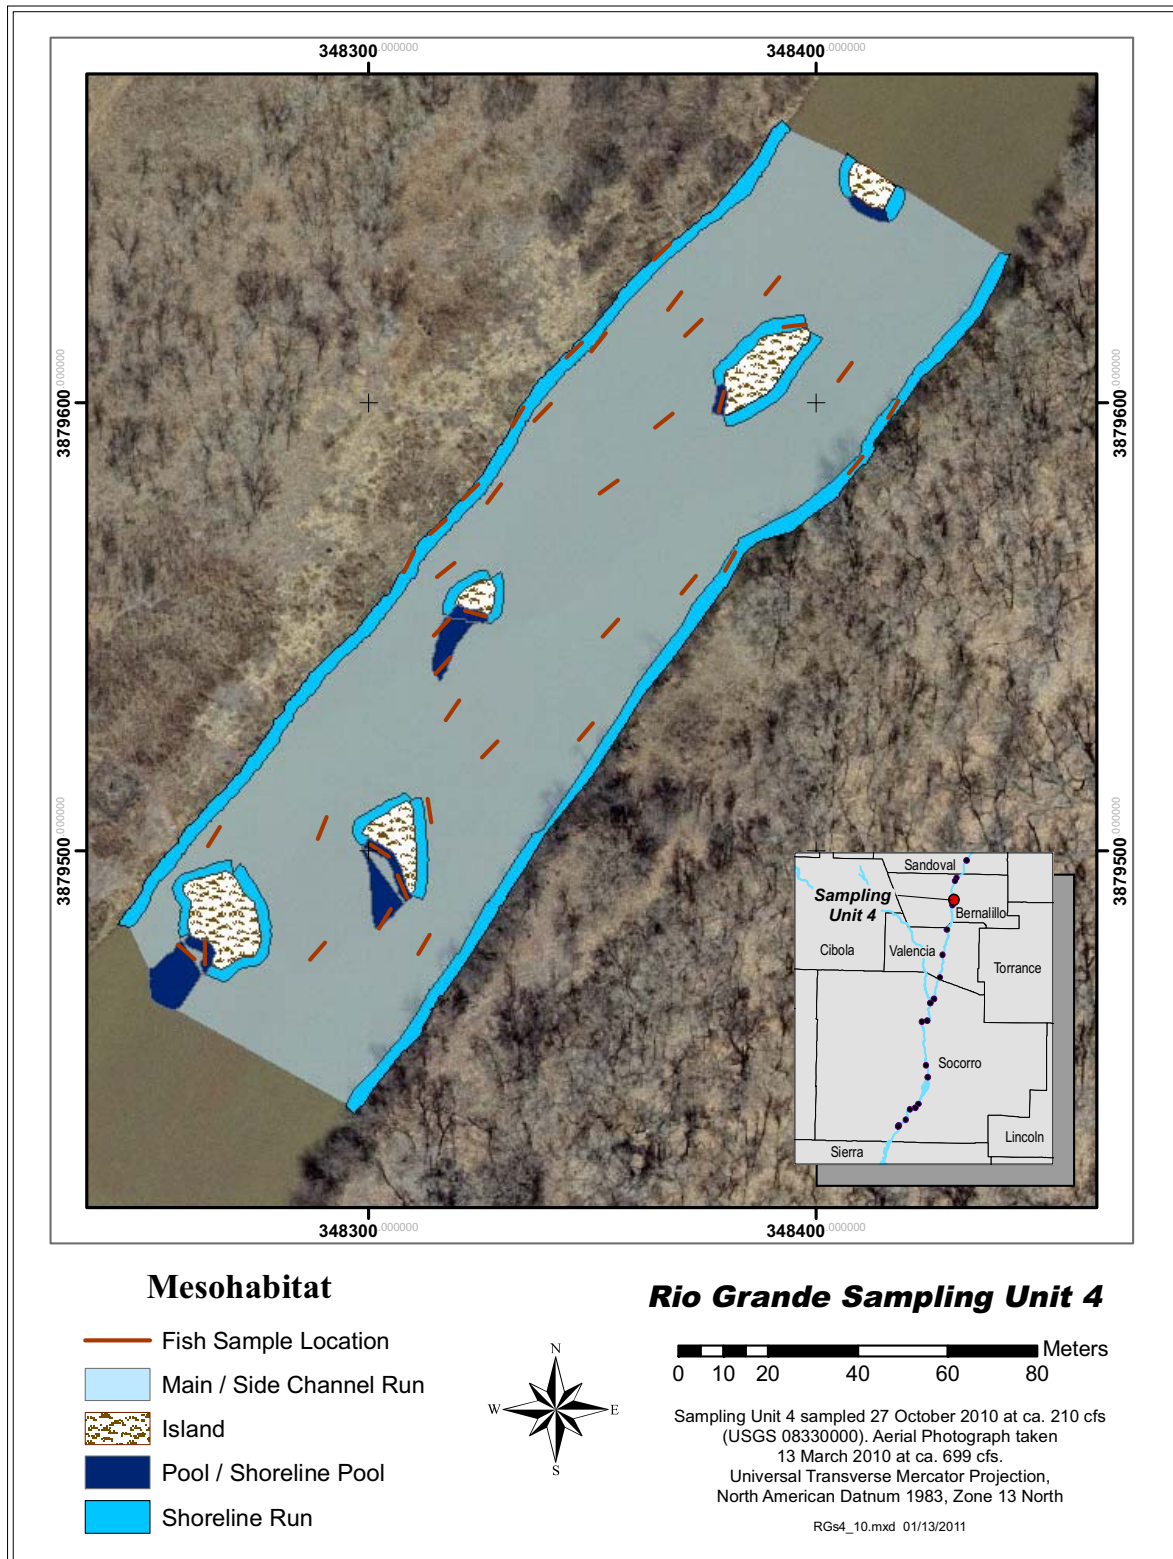 348300.000000
348400.000000
3879600.000000
3879600.000000
3879500.000000
3879500.000000
Sandoval
Sampling
Unit 4
Bernalillo
Cibola
Valencia
Torrance
Socorro
Lincoln
Sierra
348300.000000
348400.000000
Mesohabitat
Fish Sample Location
Main / Side Channel Run
Island
Pool / Shoreline Pool
Shoreline Run
N
W
E
S
Rio Grande Sampling Unit 4
Meters
0 10 20 40 60 80
Sampling Unit 4 sampled 27 October 2010 at ca. 210 cfs
(USGS 08330000). Aerial Photograph taken
13 March 2010 at ca. 699 cfs.
Universal Transverse Mercator Projection,
North American Datnum 1983, Zone 13 North
RGs4_10.mxd 01/13/2011